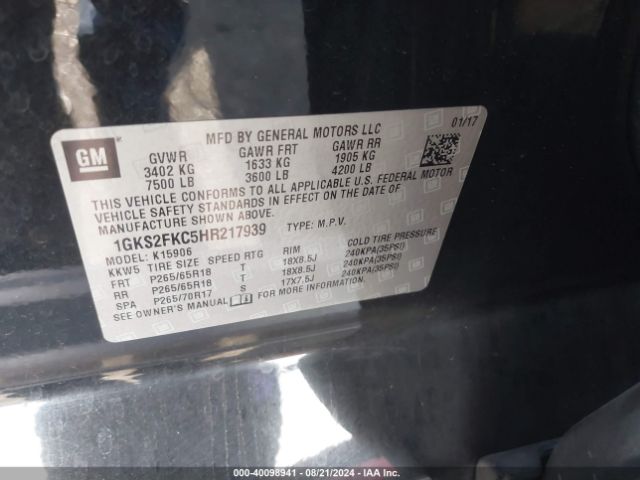 GM
MFD BY GENERAL MOTORS LLC 01/17
GVWR GAWR FRT GAWR RR
3402 KG 1633 KG 1905 KG
7500 LB 3600 LB 4200 LB
THIS VEHICLE CONFORMS TO ALL APPLICABLE U.S. FEDERAL MOTOR
VEHICLE SAFETY STANDARDS IN EFFECT ON THE DATE OF
MANUFACTURE SHOWN ABOVE.
1GKS2FKC5HR217939 TYPE: M.P.V.
MODEL: K15906
KKW5 TIRE SIZE SPEED RTG RIM COLD TIRE PRESSURE
FRT P265/65R18 T 18X8.5J 240KPA(35PSI)
RR P265/65R18 T 18X8.5J 240KPA(35PSI)
SPA P265/70R17 S 17X7.5J 240KPA(35PSI)
SEE OWNER'S MANUAL FOR MORE INFORMATION.
000-40098941 - 08/21/2024 - IAA Inc.